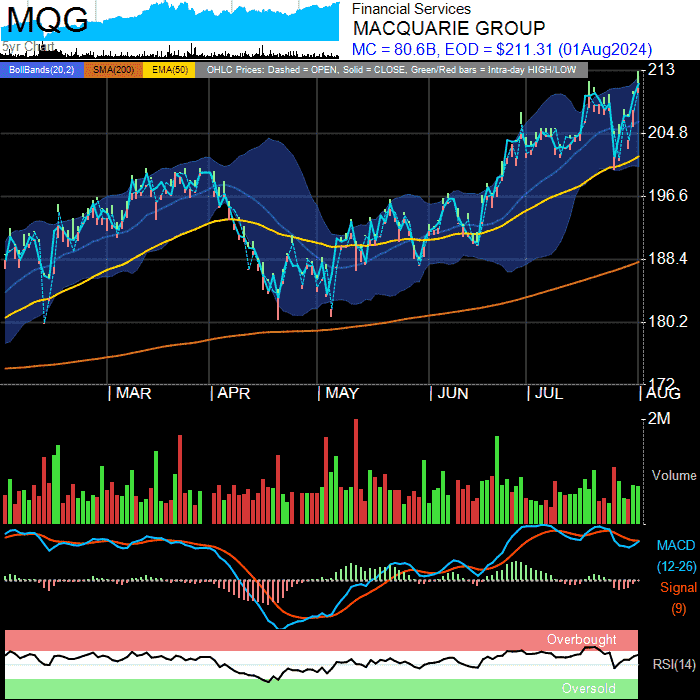 MQG
5yr Chart
Financial Services
MACQUARIE GROUP
MC = 80.6B, EOD = $211.31 (01Aug2024)
BollBands(20,2) SMA(200) EMA(50) OHLC Prices: Dashed = OPEN, Solid = CLOSE, Green/Red bars = Intra-day HIGH/LOW
213
204.8
196.6
188.4
180.2
172
MAR APR MAY JUN JUL AUG
2M
Volume
MACD
(12-26)
Signal
(9)
Overbought
RSI(14)
Oversold